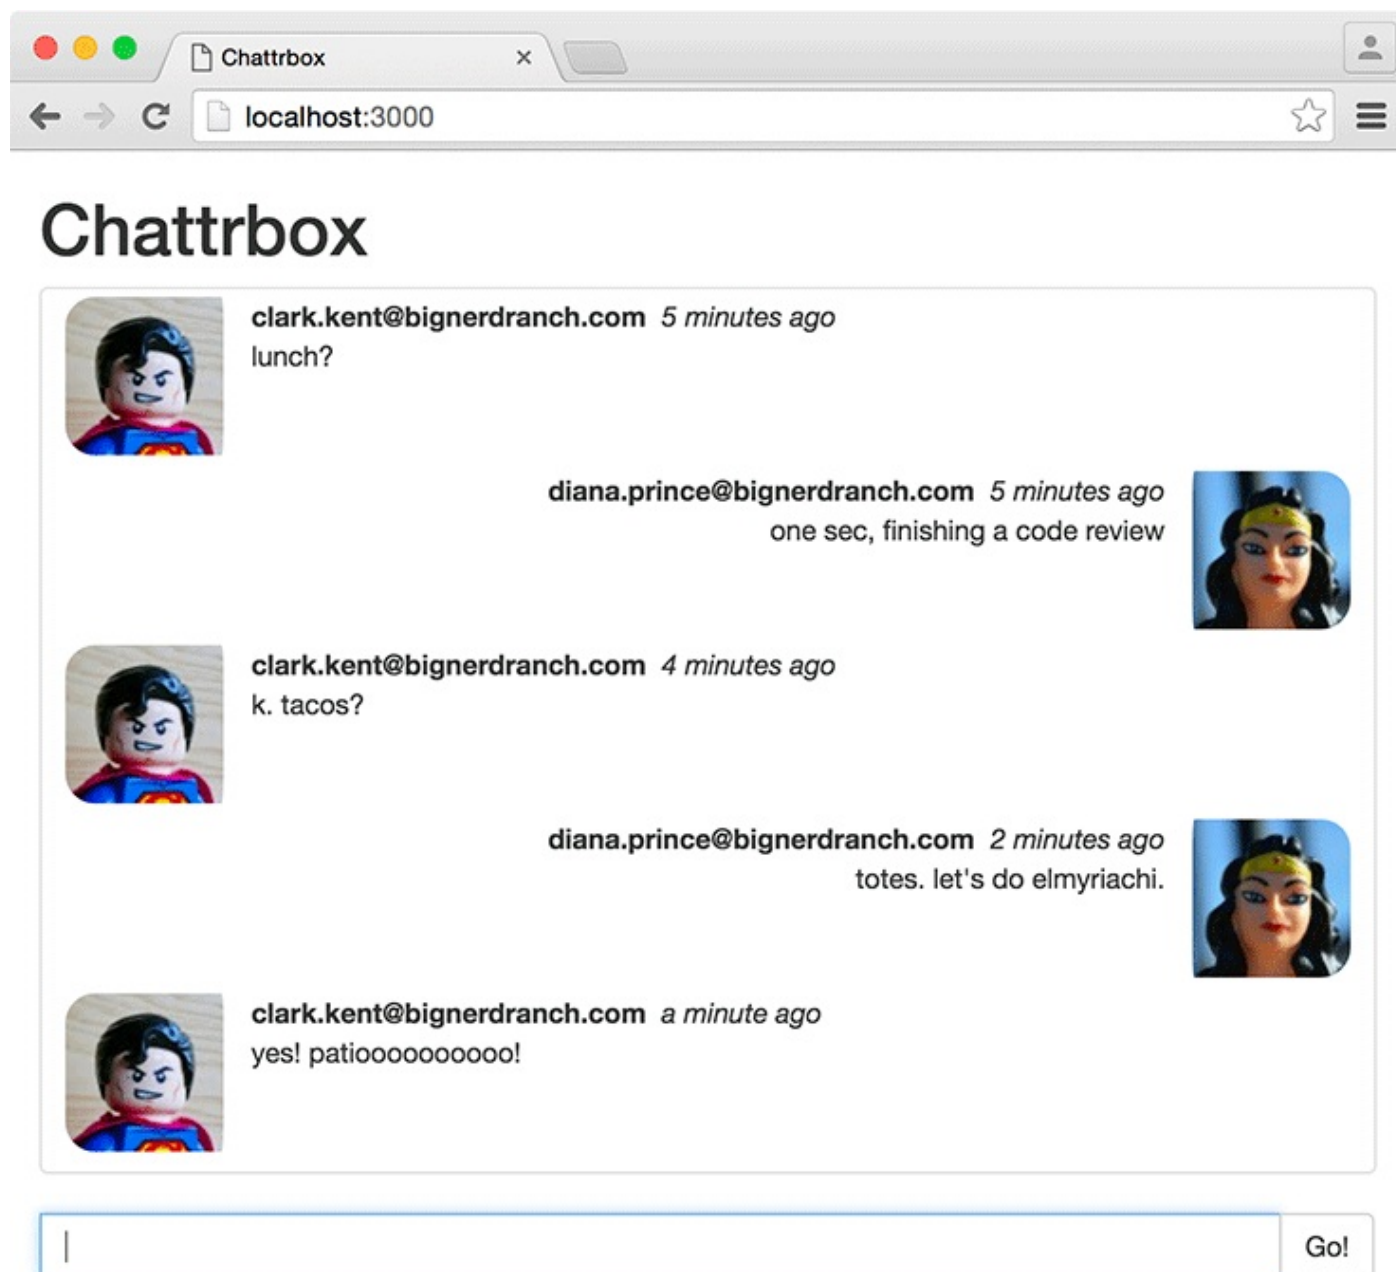 Chattrbox
localhost:3000
Chattrbox
clark.kent@bignerdranch.com 5 minutes ago
lunch?
diana.prince@bignerdranch.com 5 minutes ago
one sec, finishing a code review
clark.kent@bignerdranch.com 4 minutes ago
k. tacos?
diana.prince@bignerdranch.com 2 minutes ago
totes. let's do elmyriachi.
clark.kent@bignerdranch.com a minute ago
yes! patioooooooooo!
Go!